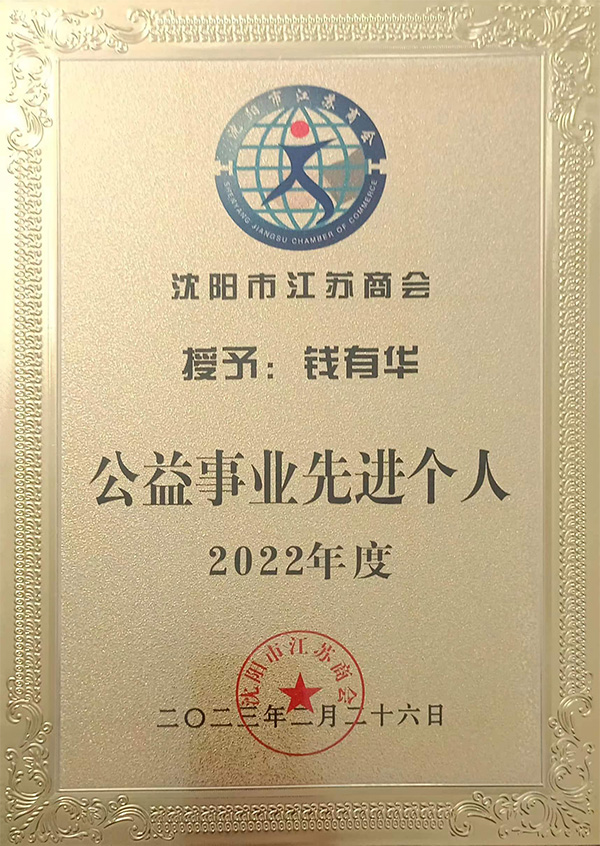 沈阳市江苏商会
SHENYANG JIANGSU CHAMBER OF COMMERCE
沈阳市江苏商会
授予：钱有华
公益事业先进个人
2022年度
沈阳市江苏商会
二〇二三年二月二十六日